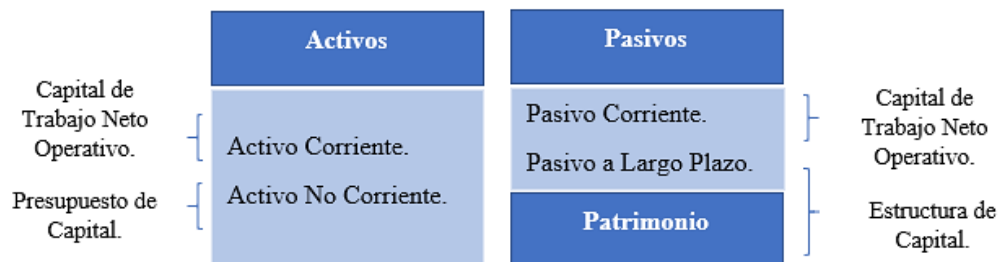 Activos
Pasivos
Capital de
Trabajo Neto
Operativo.
Presupuesto de
Capital.
Activo Corriente.
Activo No Corriente.
Pasivo Corriente.
Pasivo a Largo Plazo.
Patrimonio
Capital de
Trabajo Neto
Operativo.
Estructura de
Capital.